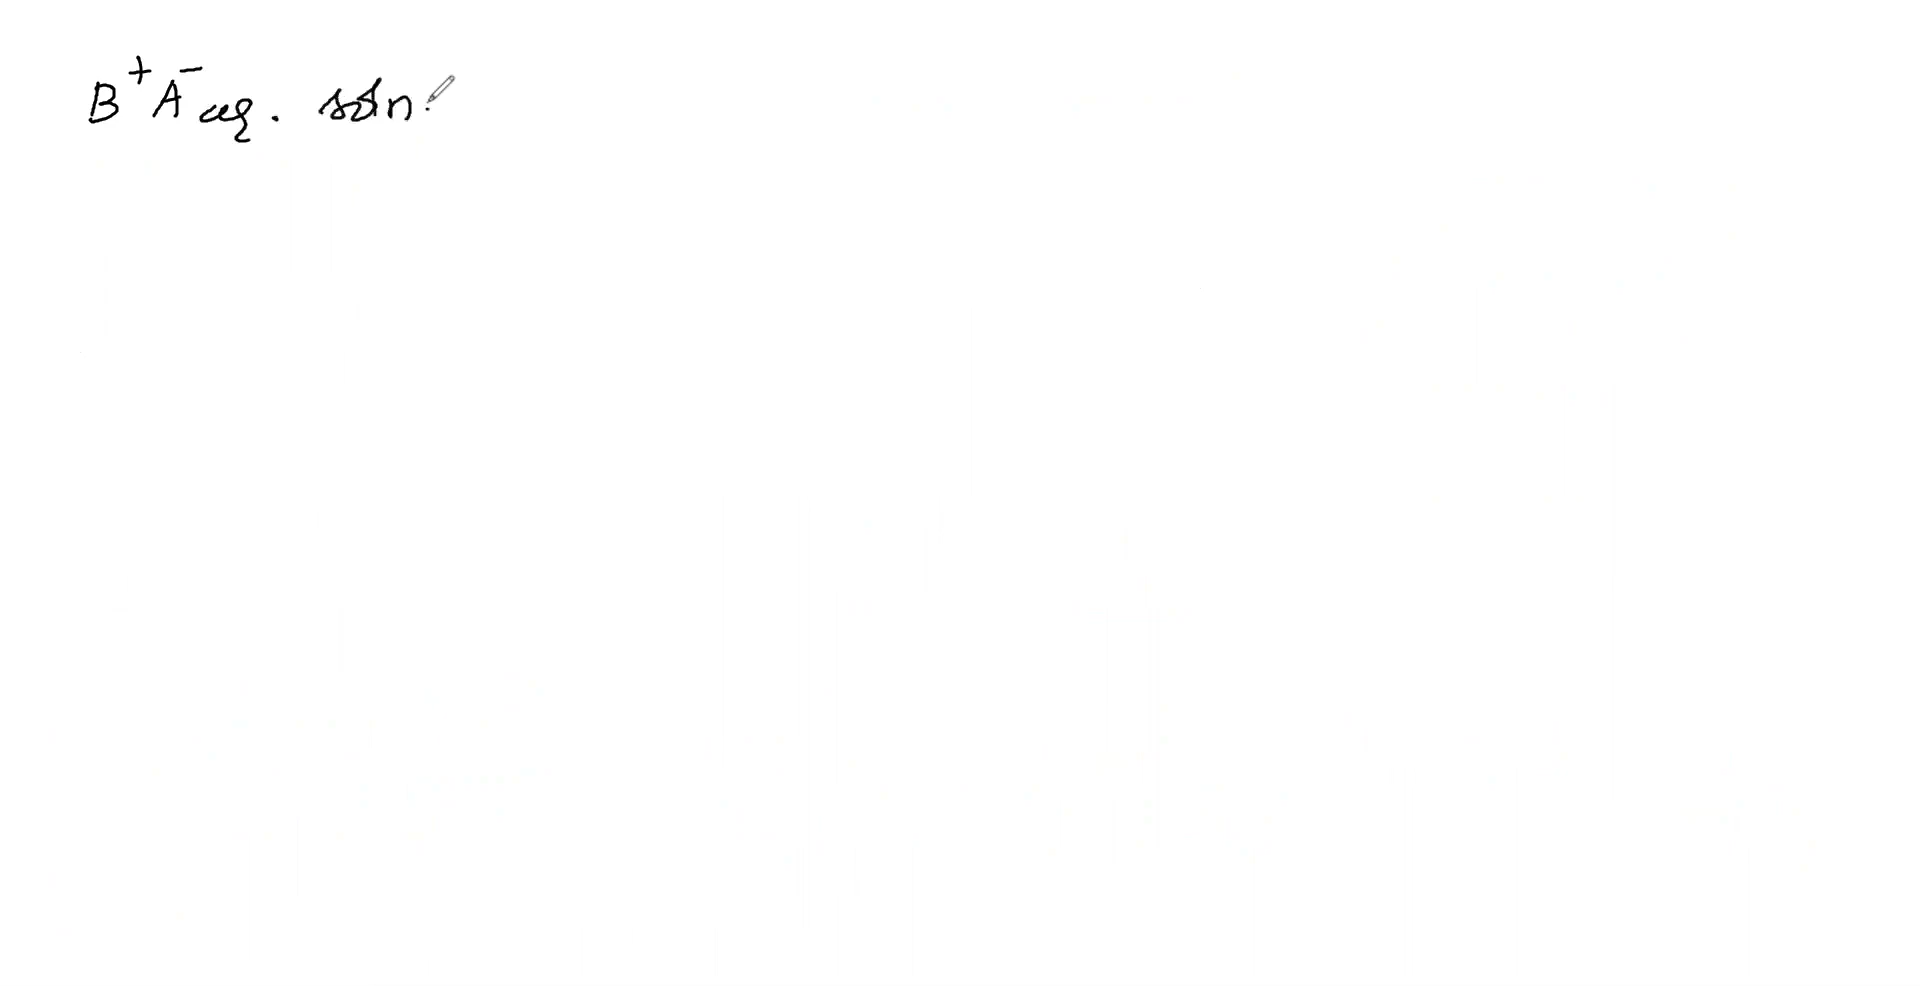 B⁺A⁻ aq. soln.